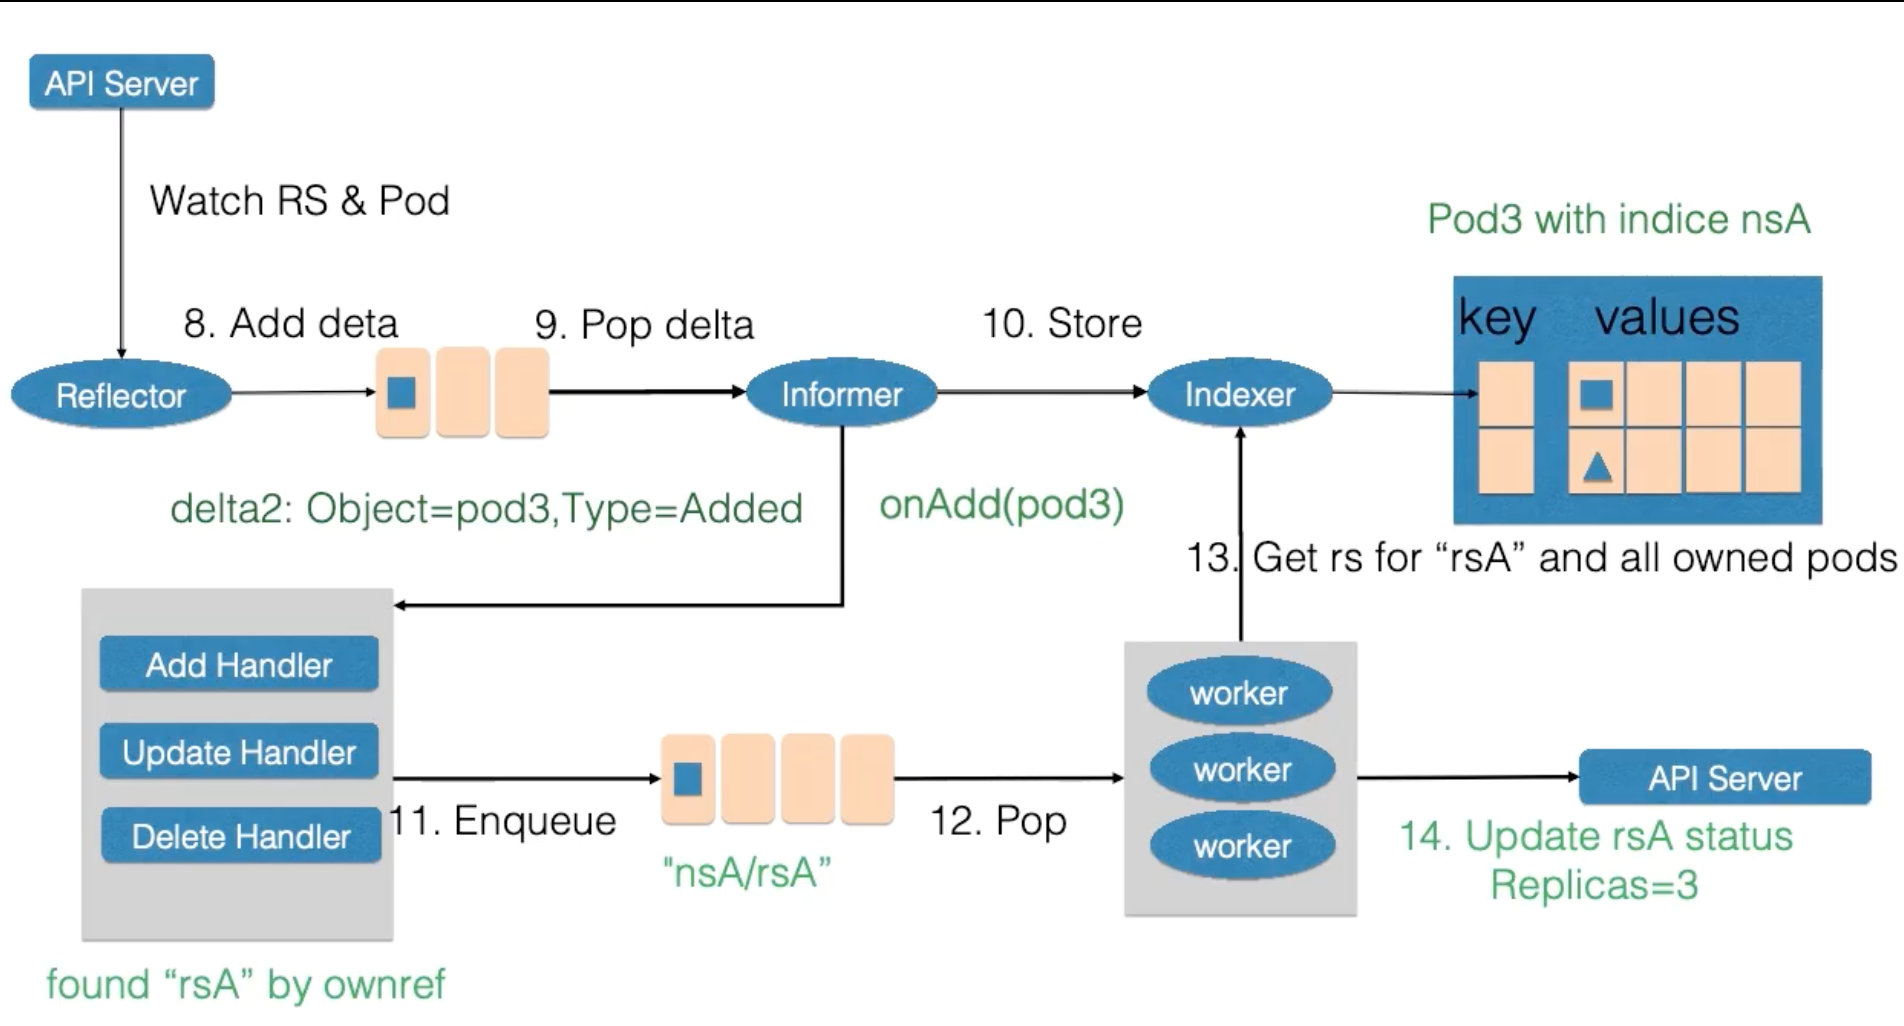 API Server
Watch RS & Pod
Pod3 with indice nsA
key values
8. Add deta
9. Pop delta
10. Store
Reflector
Informer
Indexer
delta2: Object=pod3,Type=Added
onAdd(pod3)
13. Get rs for “rsA” and all owned pods
Add Handler
Update Handler
Delete Handler
11. Enqueue
"nsA/rsA”
12. Pop
worker
worker
worker
API Server
14. Update rsA status
Replicas=3
found “rsA” by ownref